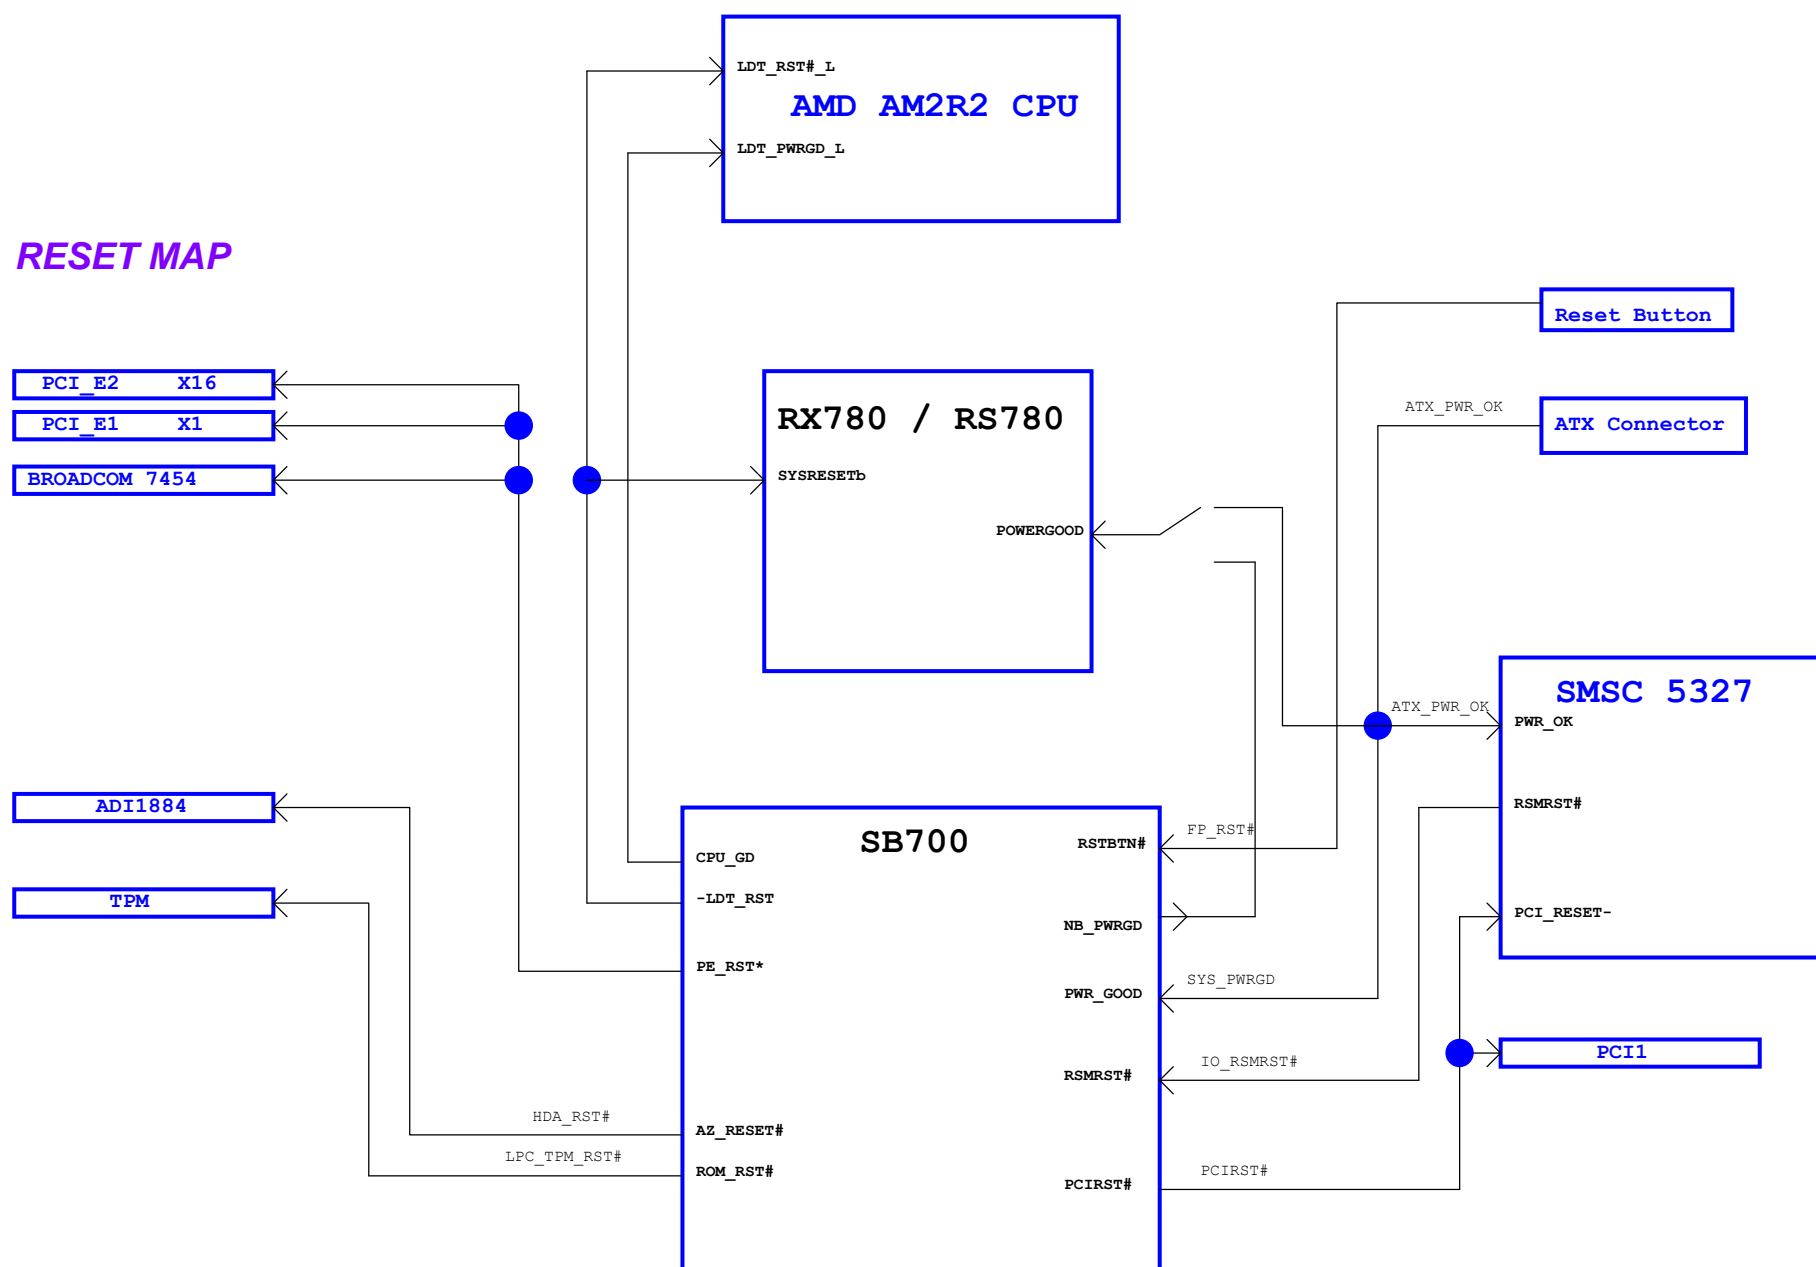 LDT_RST#_L
AMD AM2R2 CPU
LDT_PWRGD_L
RESET MAP
Reset Button
PCI_E2 X16
PCI_E1 X1
BROADCOM 7454
RX780 / RS780
SYSRESETb
POWERGOOD
ATX_PWR_OK
ATX Connector
SMSC 5327
ATX_PWR_OK
PWR_OK
RSMRST#
PCI_RESET-
ADI1884
TPM
SB700
CPU_GD
-LDT_RST
PE_RST*
AZ_RESET#
ROM_RST#
HDA_RST#
LPC_TPM_RST#
RSTBTN#
FP_RST#
NB_PWRGD
PWR_GOOD
SYS_PWRGD
RSMRST#
IO_RSMRST#
PCIRST#
PCIRST#
PCI1